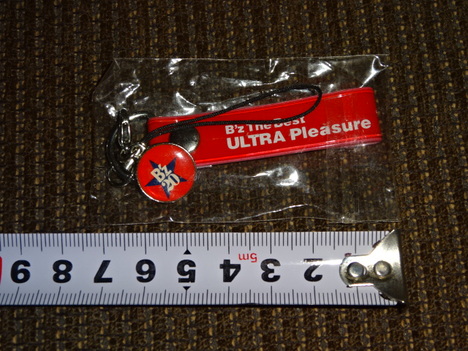 B'z The Best
ULTRA Pleasure
B'z
20
5m
9 8 7 6 5 4 3 2